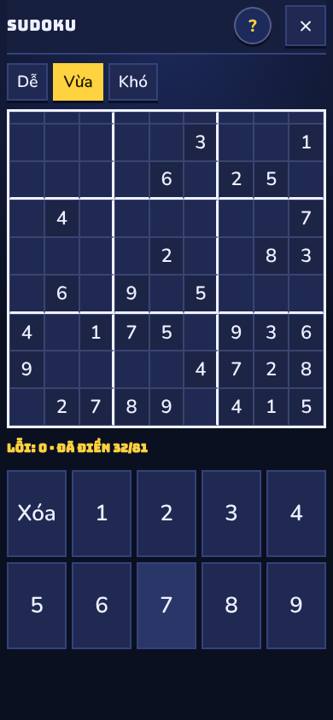 SUDOKU ? ×
Dễ Vừa Khó
3 1
6 2 5
4 7
2 8 3
6 9 5
4 1 7 5 9 3 6
9 4 7 2 8
2 7 8 9 4 1 5
LỖI: 0 • ĐÃ ĐIỀN 32/81
Xóa 1 2 3 4
5 6 7 8 9